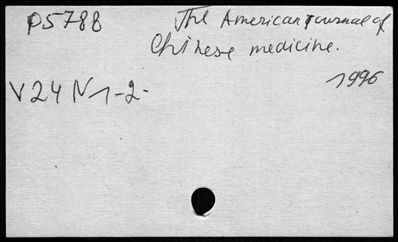 P5788 The American Journal of
Chinese medicine.
1996
V24 N1-2-